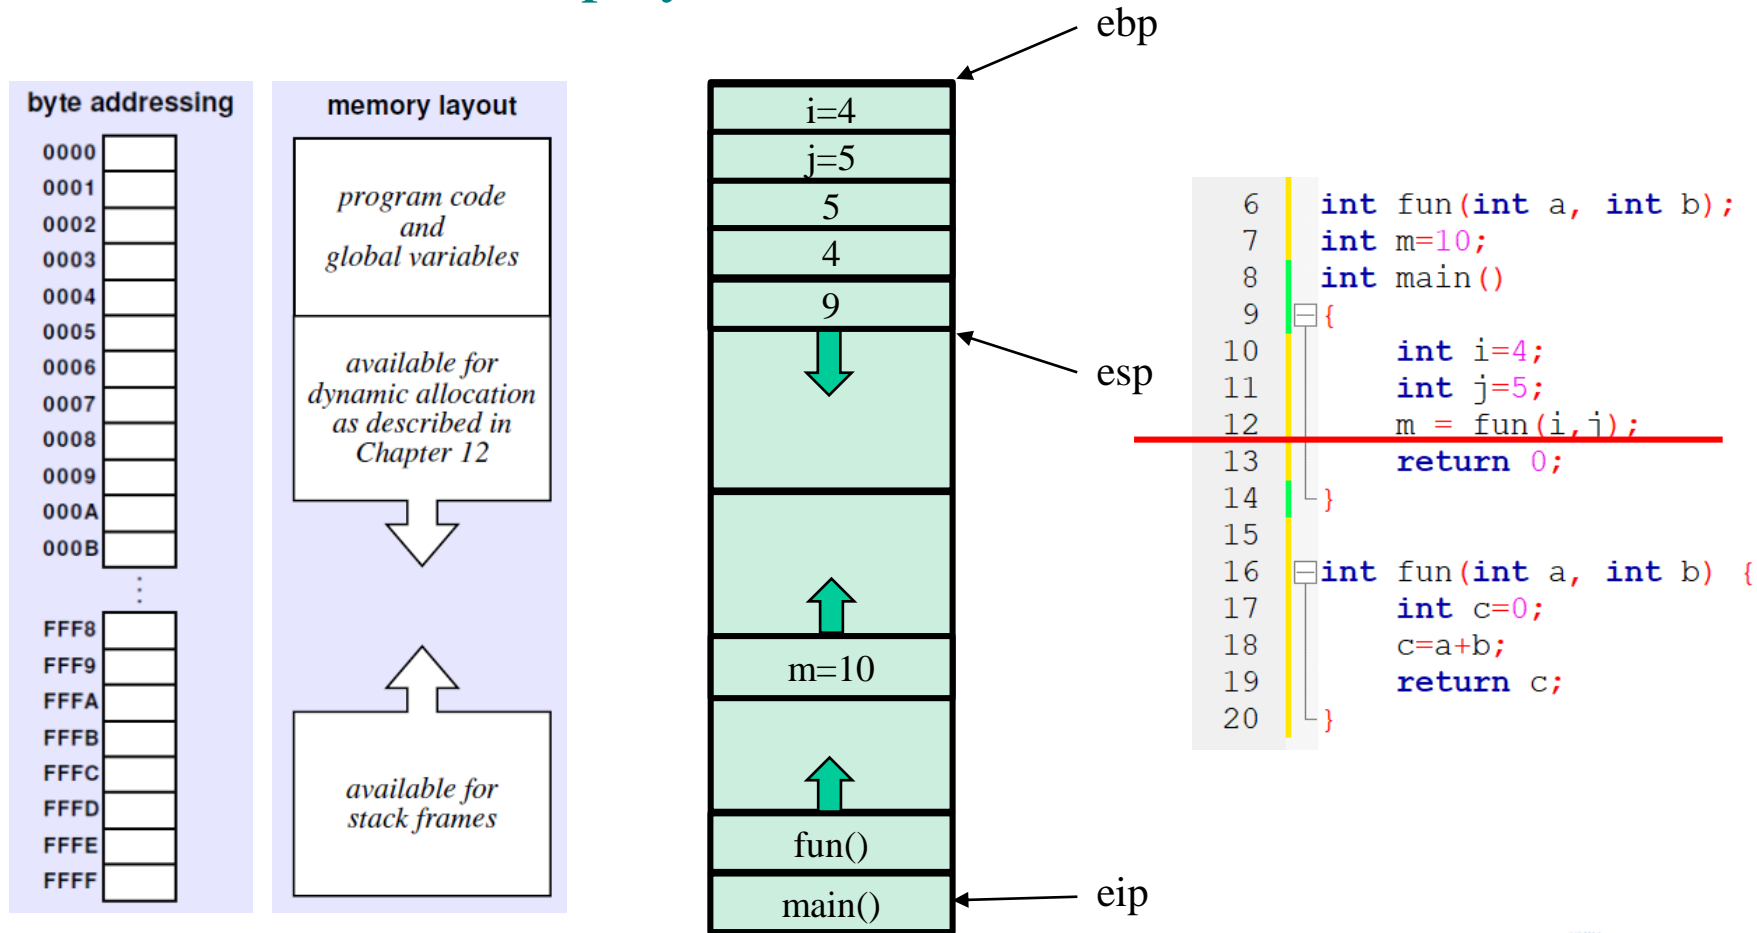 ebp
byte addressing
0000
0001
0002
0003
0004
0005
0006
0007
0008
0009
000A
000B
FFF8
FFF9
FFFA
FFFB
FFFC
FFFD
FFFE
FFFF
memory layout
program code
and
global variables
available for
dynamic allocation
as described in
Chapter 12
available for
stack frames
i=4
j=5
5
4
9
m=10
fun()
main()
esp
eip
6 int fun(int a, int b);
7 int m=10;
8 int main()
9 {
10 int i=4;
11 int j=5;
12 m = fun(i,j);
13 return 0;
14 }
15
16 int fun(int a, int b) {
17 int c=0;
18 c=a+b;
19 return c;
20 }